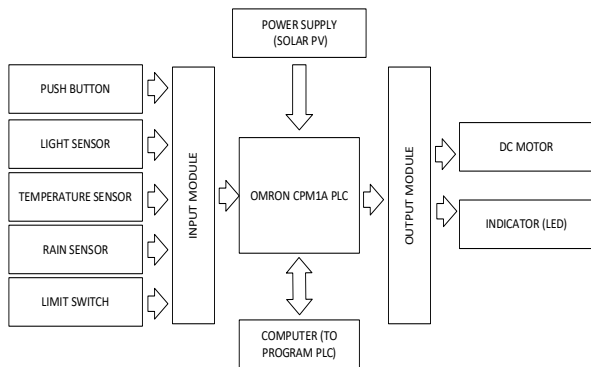 POWER SUPPLY
(SOLAR PV)
PUSH BUTTON
LIGHT SENSOR
TEMPERATURE SENSOR
RAIN SENSOR
LIMIT SWITCH
INPUT MODULE
OMRON CPM1A PLC
OUTPUT MODULE
DC MOTOR
INDICATOR (LED)
COMPUTER (TO
PROGRAM PLC)